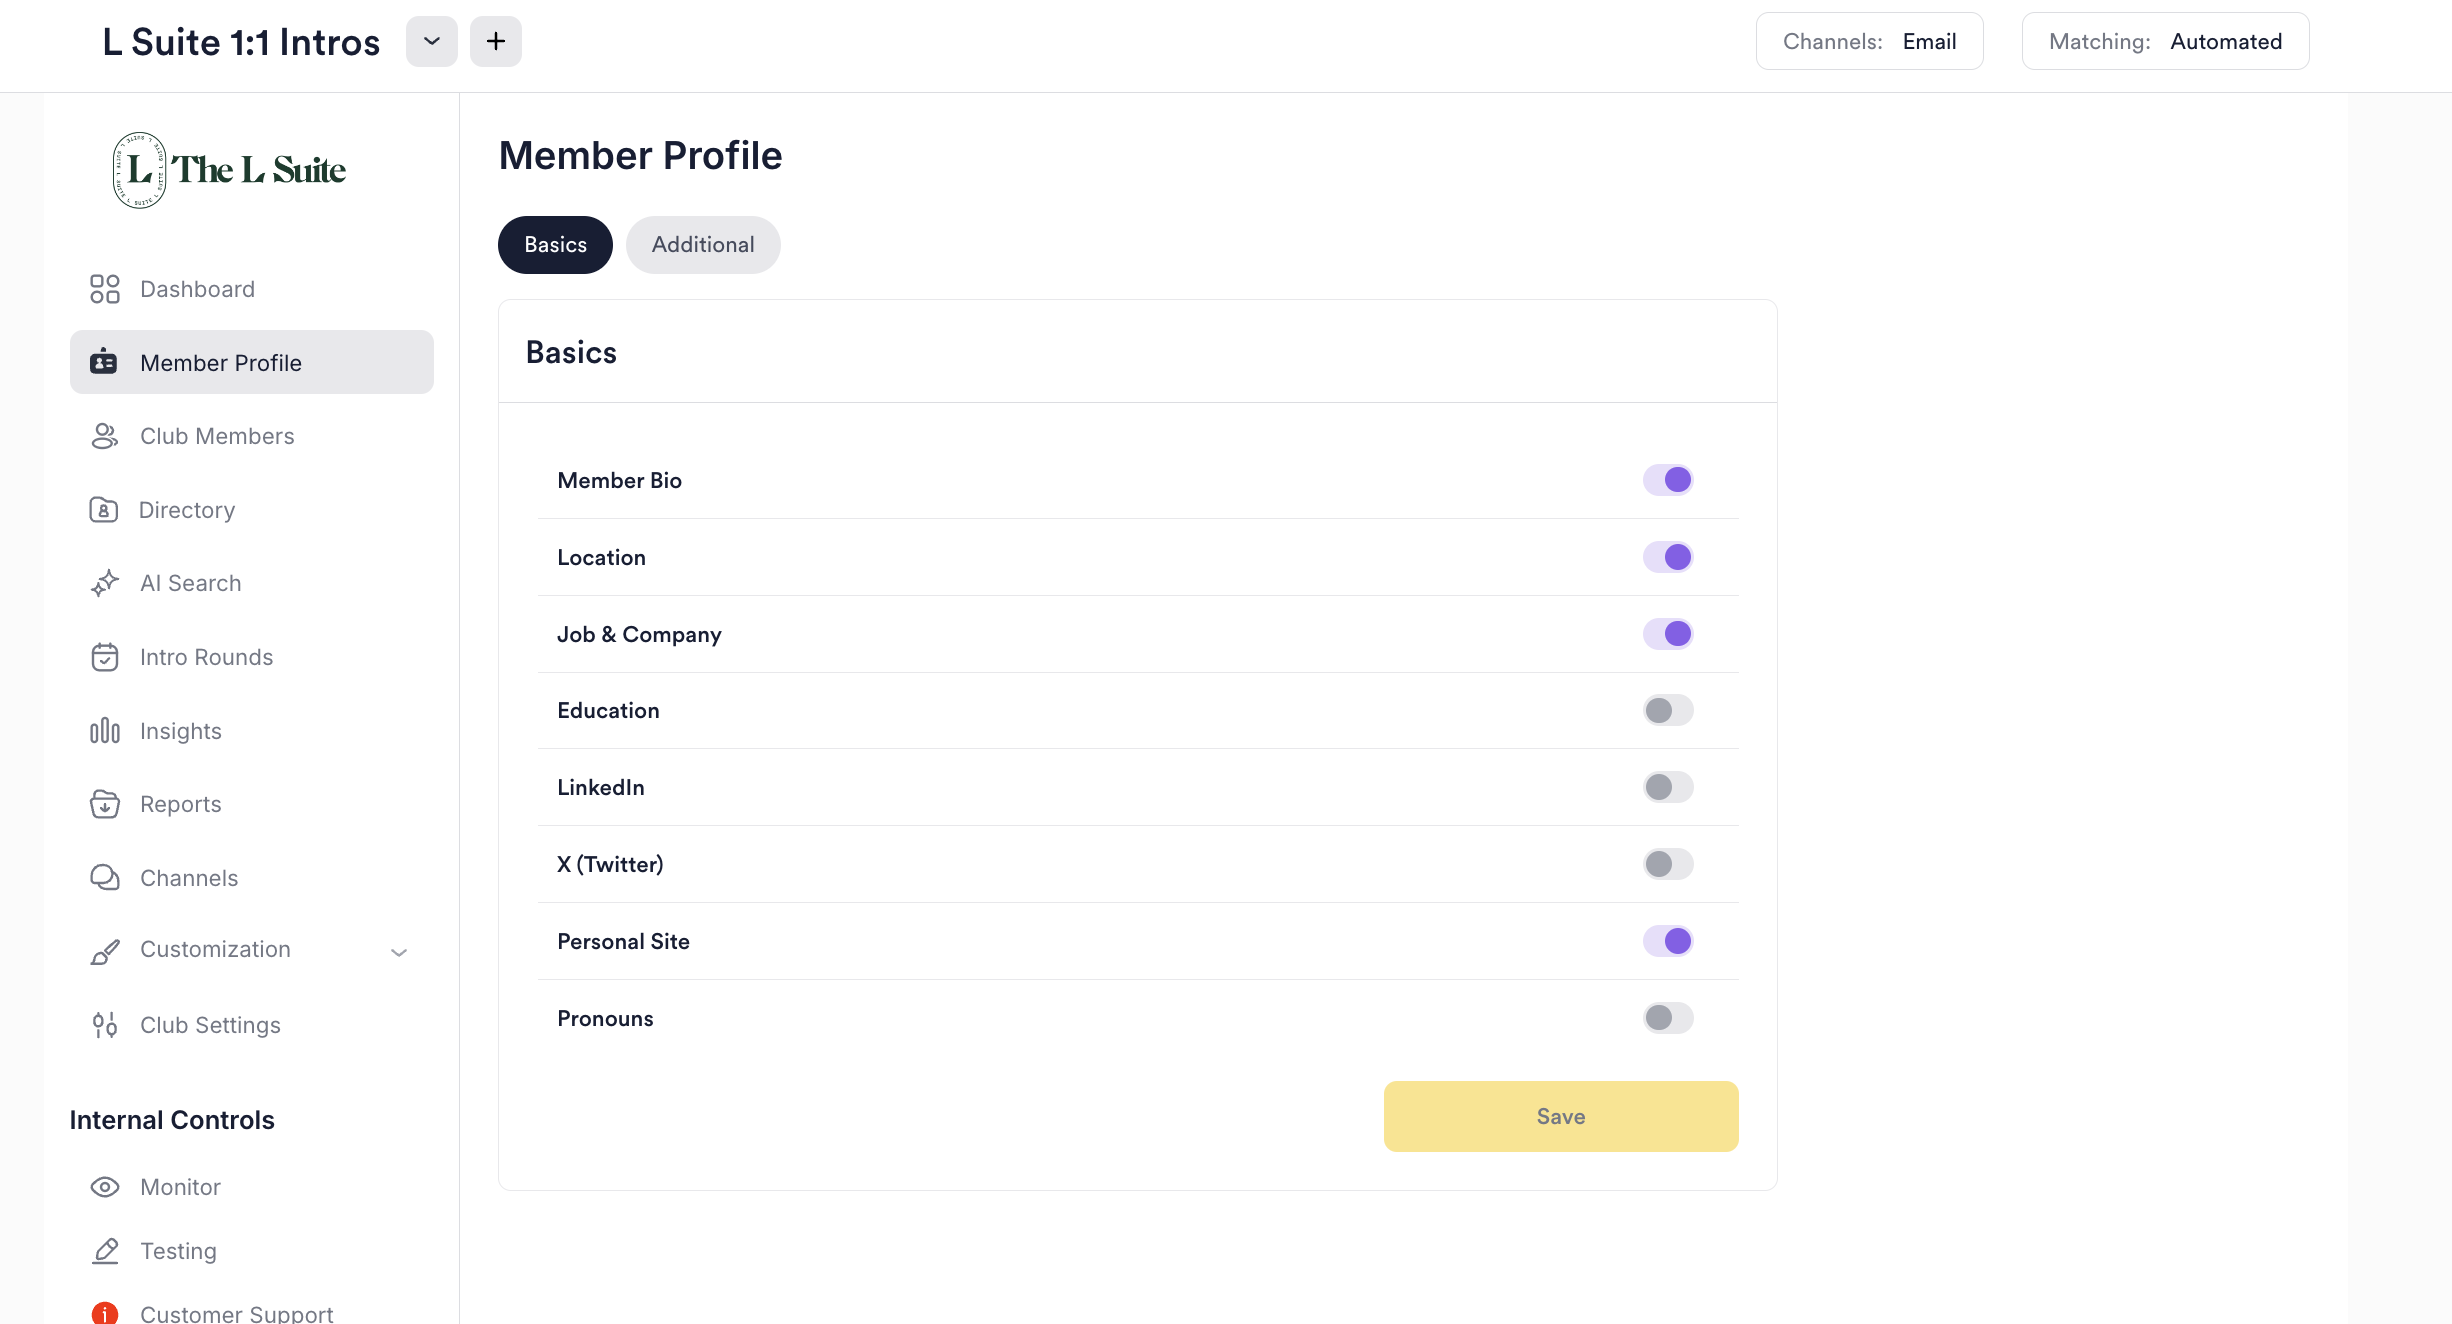 L Suite 1:1 Intros
Channels: Email
Matching: Automated
L
The L Suite
Dashboard
Member Profile
Club Members
Directory
AI Search
Intro Rounds
Insights
Reports
Channels
Customization
Club Settings
Internal Controls
Monitor
Testing
Customer Support
Member Profile
Basics
Additional
Basics
Member Bio
Location
Job & Company
Education
LinkedIn
X (Twitter)
Personal Site
Pronouns
Save